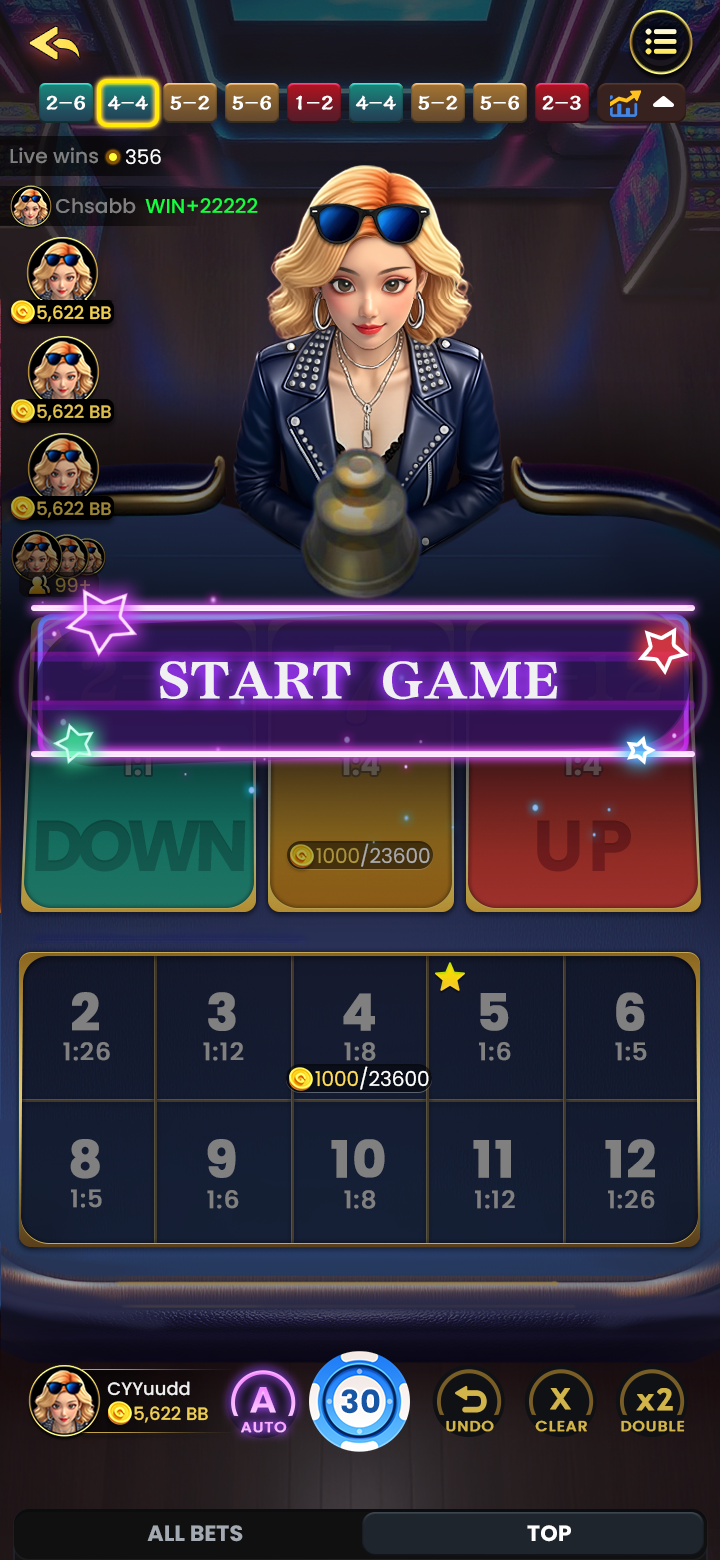 2-6 4-4 5-2 5-6 1-2 4-4 5-2 5-6 2-3
Live wins 356
Chsabb WIN+22222
5,622 BB
5,622 BB
5,622 BB
99+
START GAME
1:1 1:4 1:4
DOWN UP
1000/23600
2 3 4 5 6
1:26 1:12 1:8 1:6 1:5
1000/23600
8 9 10 11 12
1:5 1:6 1:8 1:12 1:26
CYYuudd
5,622 BB
A
AUTO
30
UNDO
X
CLEAR
x2
DOUBLE
ALL BETS TOP